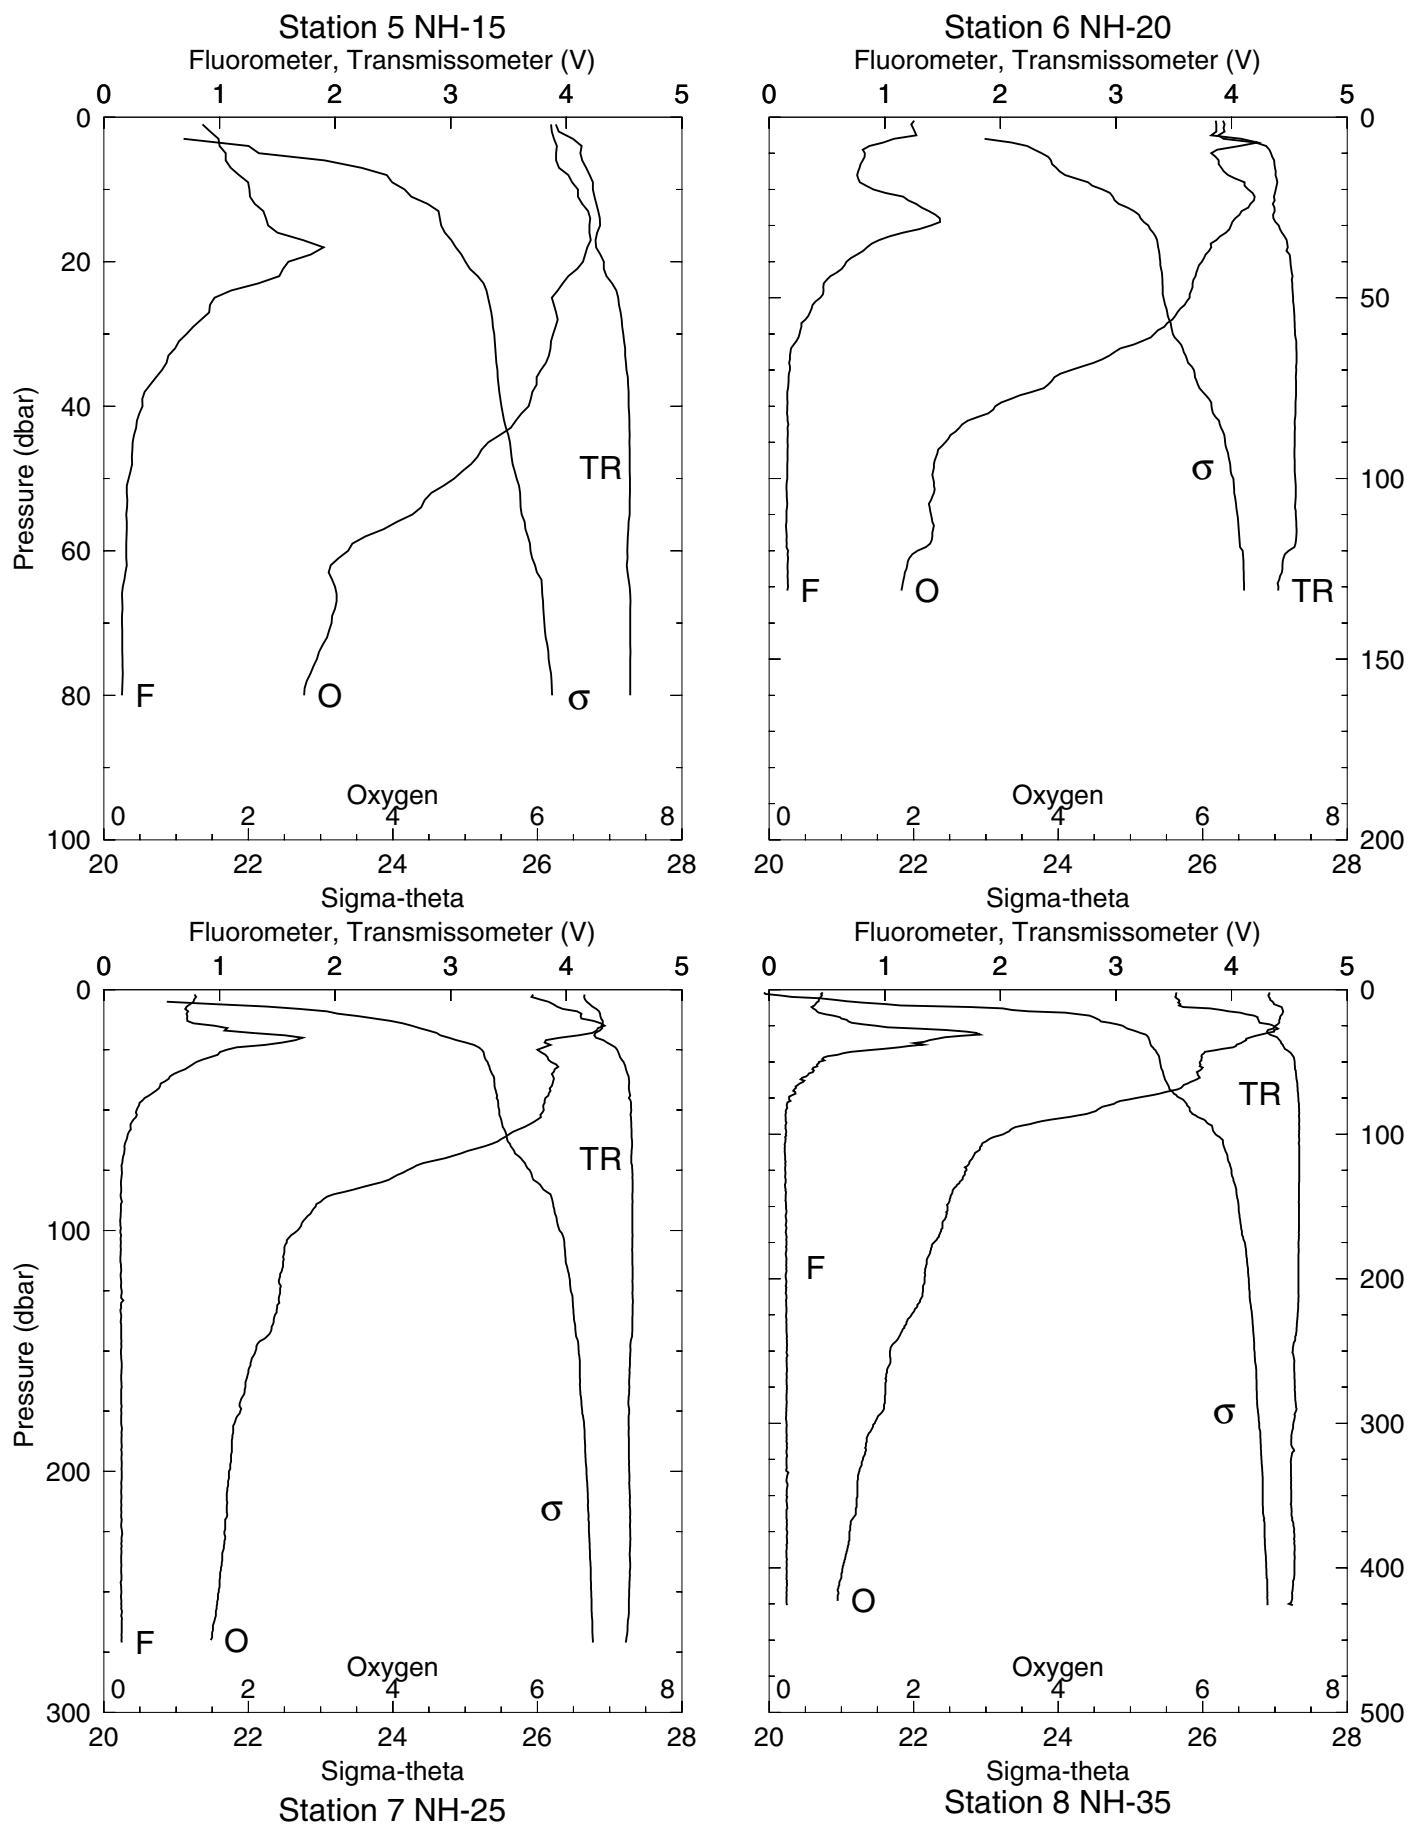 Station 5 NH-15
Fluorometer, Transmissometer (V)
0 1 2 3 4 5
0
20
40
60
80
100
Pressure (dbar)
TR
F
O
σ
Oxygen
0 2 4 6 8
20 22 24 26 28
Sigma-theta
Station 6 NH-20
Fluorometer, Transmissometer (V)
0 1 2 3 4 5
0
50
100
150
200
σ
F
O
TR
Oxygen
0 2 4 6 8
20 22 24 26 28
Sigma-theta
Fluorometer, Transmissometer (V)
0 1 2 3 4 5
0
100
200
300
Pressure (dbar)
TR
σ
F
O
Oxygen
0 2 4 6 8
20 22 24 26 28
Sigma-theta
Station 7 NH-25
Fluorometer, Transmissometer (V)
0 1 2 3 4 5
0
100
200
300
400
500
TR
F
σ
O
Oxygen
0 2 4 6 8
20 22 24 26 28
Sigma-theta
Station 8 NH-35